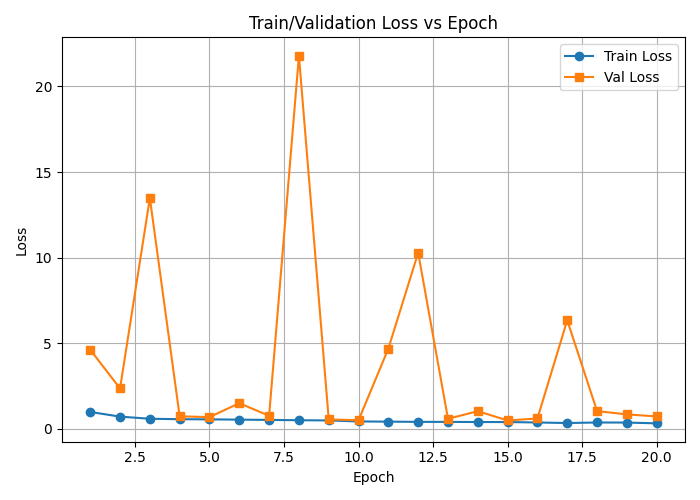 Train/Validation Loss vs Epoch
Train Loss
Val Loss
20
15
10
5
0
Loss
2.5 5.0 7.5 10.0 12.5 15.0 17.5 20.0
Epoch